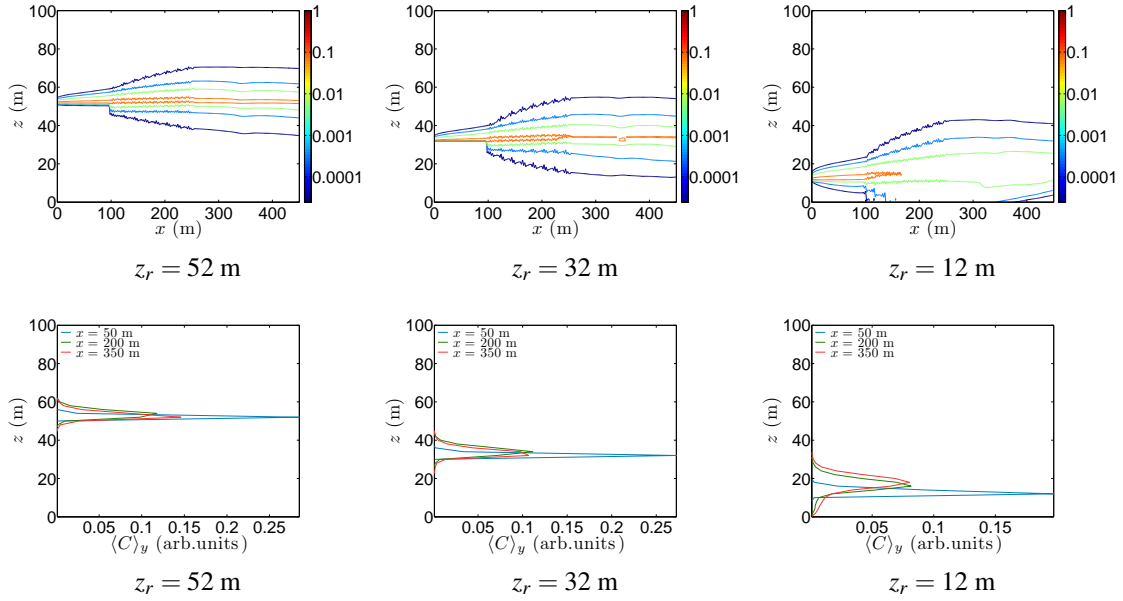 100
80
60
40
20
0
z (m)
0 100 200 300 400
x (m)
1
0.1
0.01
0.001
0.0001
z_r = 52 m
100
80
60
40
20
0
z (m)
0 100 200 300 400
x (m)
1
0.1
0.01
0.001
0.0001
z_r = 32 m
100
80
60
40
20
0
z (m)
0 100 200 300 400
x (m)
1
0.1
0.01
0.001
0.0001
z_r = 12 m
100
80
60
40
20
0
z (m)
x = 50 m
x = 200 m
x = 350 m
0.05 0.1 0.15 0.2 0.25
⟨C⟩_y (arb.units)
z_r = 52 m
100
80
60
40
20
0
z (m)
x = 50 m
x = 200 m
x = 350 m
0.05 0.1 0.15 0.2 0.25
⟨C⟩_y (arb.units)
z_r = 32 m
100
80
60
40
20
0
z (m)
x = 50 m
x = 200 m
x = 350 m
0.05 0.1 0.15
⟨C⟩_y (arb.units)
z_r = 12 m